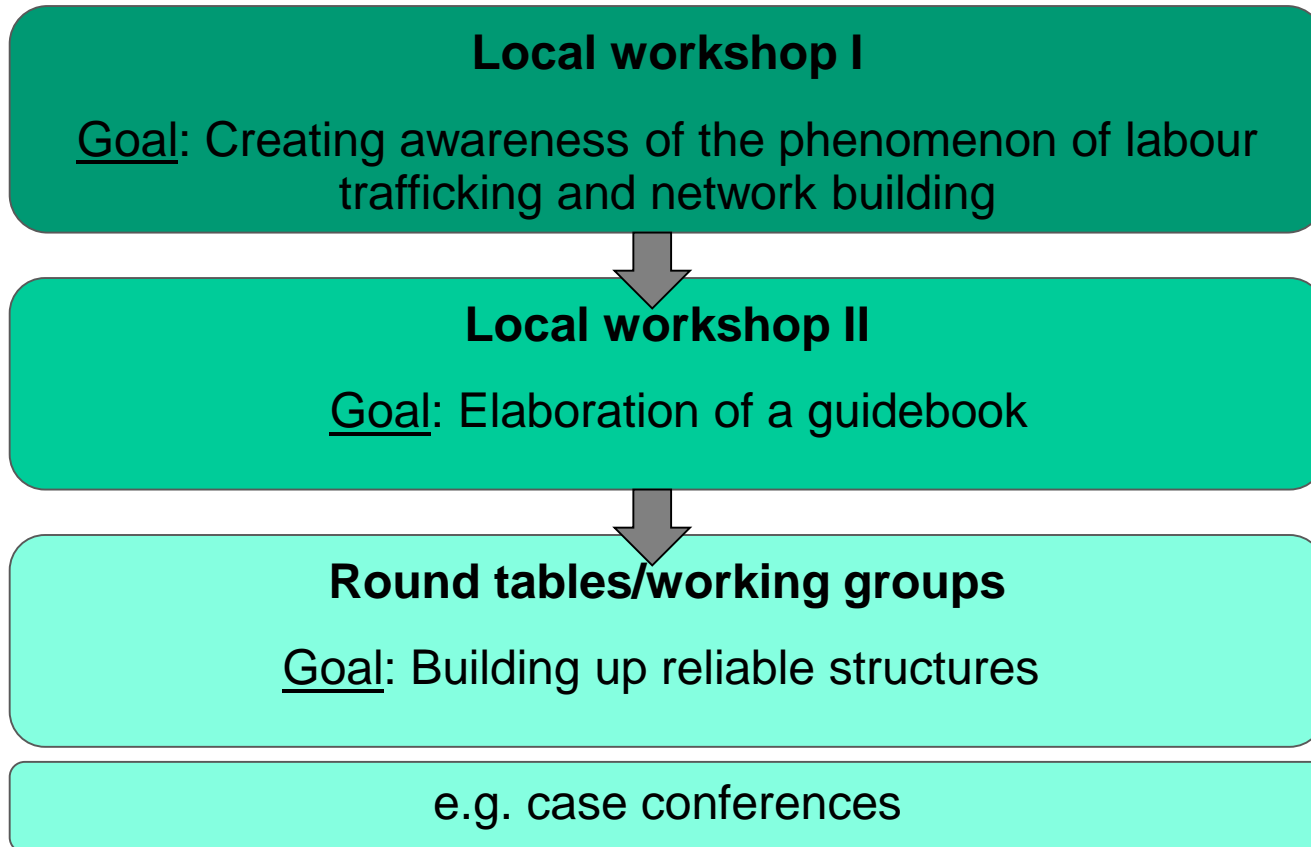 Local workshop I
Goal: Creating awareness of the phenomenon of labour
trafficking and network building
Local workshop II
Goal: Elaboration of a guidebook
Round tables/working groups
Goal: Building up reliable structures
e.g. case conferences